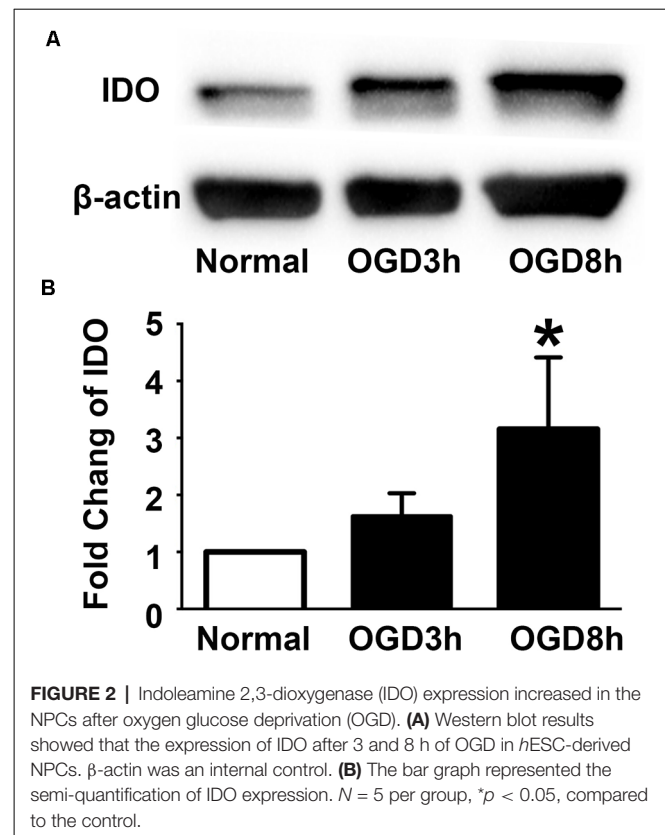 A
IDO
β-actin
Normal OGD3h OGD8h
B
Fold Chang of IDO
5
4
3
2
1
0
*
Normal OGD3h OGD8h
FIGURE 2 | Indoleamine 2,3-dioxygenase (IDO) expression increased in the
NPCs after oxygen glucose deprivation (OGD). (A) Western blot results
showed that the expression of IDO after 3 and 8 h of OGD in hESC-derived
NPCs. β-actin was an internal control. (B) The bar graph represented the
semi-quantification of IDO expression. N = 5 per group, *p < 0.05, compared
to the control.